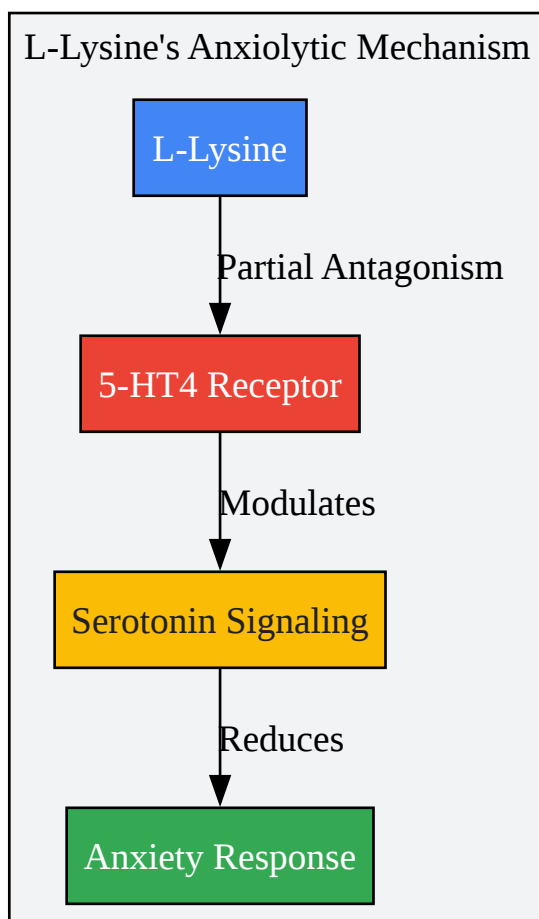 L-Lysine's Anxiolytic Mechanism
L-Lysine
Partial Antagonism
5-HT4 Receptor
Modulates
Serotonin Signaling
Reduces
Anxiety Response